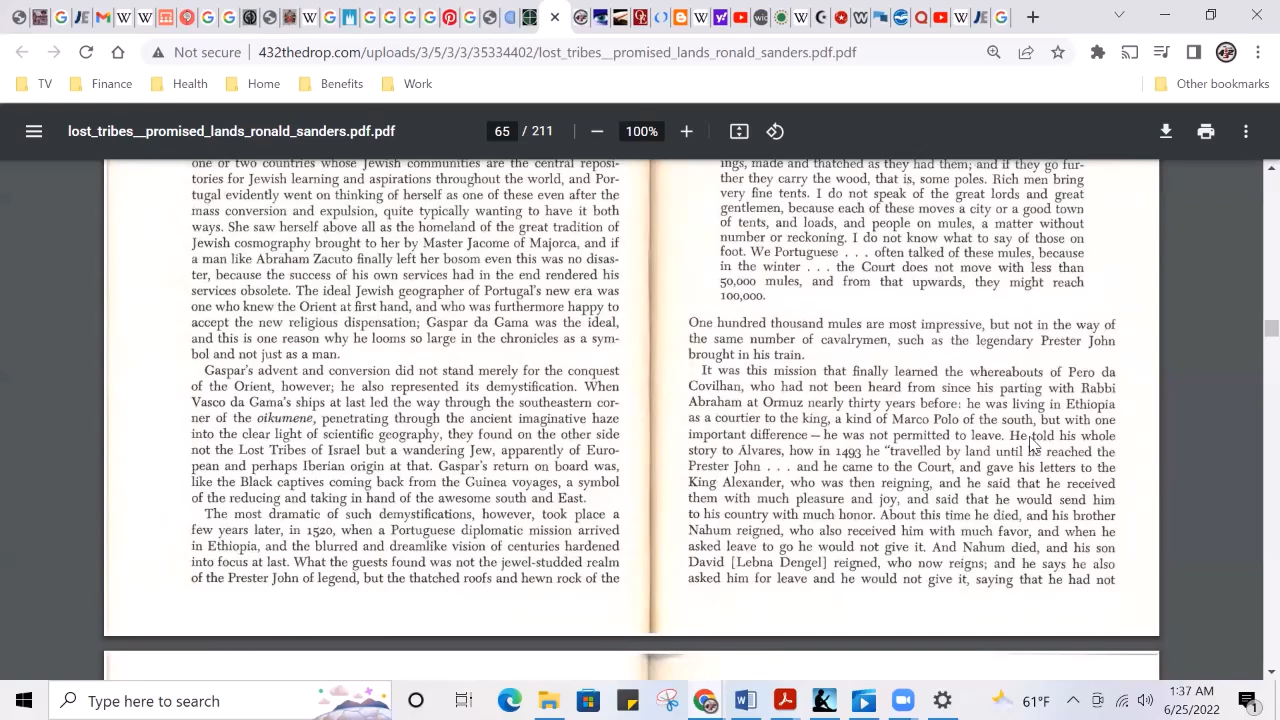 Not secure
432thedrop.com/uploads/3/5/3/3/35334402/lost_tribes__promised_lands_ronald_sanders.pdf.pdf
TV
Finance
Health
Home
Benefits
Work
Other bookmarks
lost_tribes__promised_lands_ronald_sanders.pdf.pdf
65 / 211
100%
one or two countries whose Jewish communities are the central reposi-
tories for Jewish learning and aspirations throughout the world, and Por-
tugal evidently went on thinking of herself as one of these even after the
mass conversion and expulsion, quite typically wanting to have it both
ways. She saw herself above all as the homeland of the great tradition of
Jewish cosmography brought to her by Master Jacome of Majorca, and if
a man like Abraham Zacuto finally left her bosom even this was no disas-
ter, because the success of his own services had in the end rendered his
services obsolete. The ideal Jewish geographer of Portugal's new era was
one who knew the Orient at first hand, and who was furthermore happy to
accept the new religious dispensation; Gaspar da Gama was the ideal,
and this is one reason why he looms so large in the chronicles as a sym-
bol and not just as a man.
Gaspar's advent and conversion did not stand merely for the conquest
of the Orient, however; he also represented its demystification. When
Vasco da Gama's ships at last led the way through the southeastern cor-
ner of the oikumene, penetrating through the ancient imaginative haze
into the clear light of scientific geography, they found on the other side
not the Lost Tribes of Israel but a wandering Jew, apparently of Euro-
pean and perhaps Iberian origin at that. Gaspar's return on board was,
like the Black captives coming back from the Guinea voyages, a symbol
of the reducing and taking in hand of the awesome south and East.
The most dramatic of such demystifications, however, took place a
few years later, in 1520, when a Portuguese diplomatic mission arrived
in Ethiopia, and the blurred and dreamlike vision of centuries hardened
into focus at last. What the guests found was not the jewel-studded realm
of the Prester John of legend, but the thatched roofs and hewn rock of the
ings, made and thatched as they had them; and if they go fur-
ther they carry the wood, that is, some poles. Rich men bring
very fine tents. I do not speak of the great lords and great
gentlemen, because each of these moves a city or a good town
of tents, and loads, and people on mules, a matter without
number or reckoning. I do not know what to say of those on
foot. We Portuguese . . . often talked of these mules, because
in the winter . . . the Court does not move with less than
50,000 mules, and from that upwards, they might reach
100,000.
One hundred thousand mules are most impressive, but not in the way of
the same number of cavalrymen, such as the legendary Prester John
brought in his train.
It was this mission that finally learned the whereabouts of Pero da
Covilhan, who had not been heard from since his parting with Rabbi
Abraham at Ormuz nearly thirty years before: he was living in Ethiopia
as a courtier to the king, a kind of Marco Polo of the south, but with one
important difference — he was not permitted to leave. He told his whole
story to Álvares, how in 1493 he "travelled by land until he reached the
Prester John . . . and he came to the Court, and gave his letters to the
King Alexander, who was then reigning, and he said that he received
them with much pleasure and joy, and said that he would send him
to his country with much honor. About this time he died, and his brother
Nahum reigned, who also received him with much favor, and when he
asked leave to go he would not give it. And Nahum died, and his son
David [Lebna Dengel] reigned, who now reigns; and he says he also
asked him for leave and he would not give it, saying that he had not
Type here to search
61°F
1:37 AM
6/25/2022